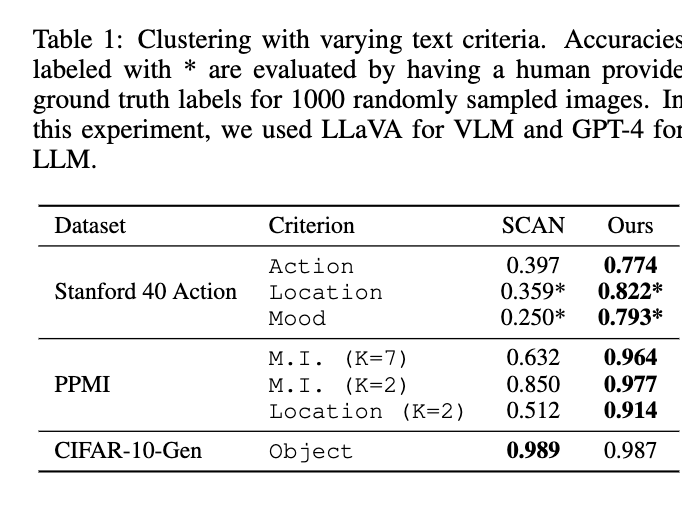 Table 1: Clustering with varying text criteria. Accuracies
labeled with * are evaluated by having a human provide
ground truth labels for 1000 randomly sampled images. In
this experiment, we used LLaVA for VLM and GPT-4 for
LLM.
Dataset Criterion SCAN Ours
Action 0.397 0.774
Stanford 40 Action Location 0.359* 0.822*
Mood 0.250* 0.793*
M.I. (K=7) 0.632 0.964
PPMI M.I. (K=2) 0.850 0.977
Location (K=2) 0.512 0.914
CIFAR-10-Gen Object 0.989 0.987